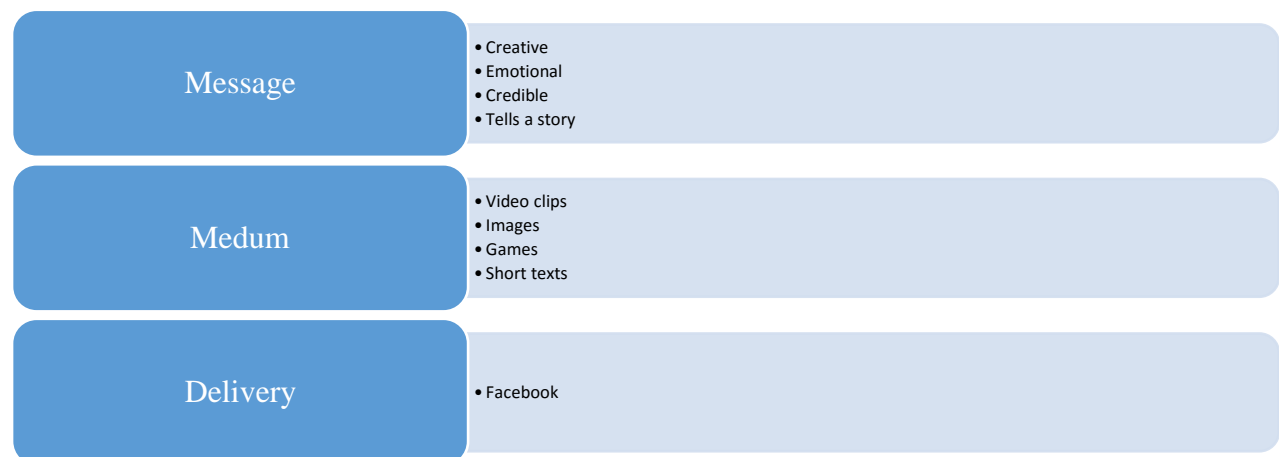 Message
• Creative
• Emotional
• Credible
• Tells a story
Medum
• Video clips
• Images
• Games
• Short texts
Delivery
• Facebook